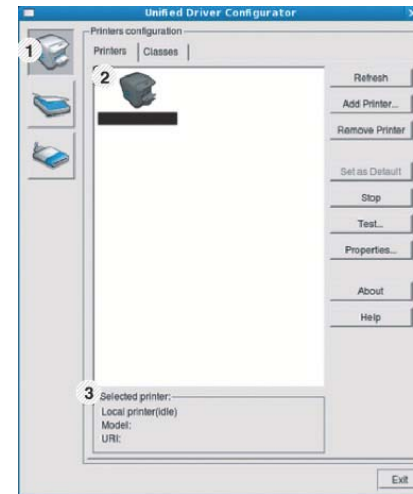 Unified Driver Configurator
Printers configuration
Printers
Classes
1
2
Refresh
Add Printer...
Remove Printer
Set as Default
Stop
Test...
Properties...
About
Help
3
Selected printer:
Local printer(idle)
Model:
URI:
Exit